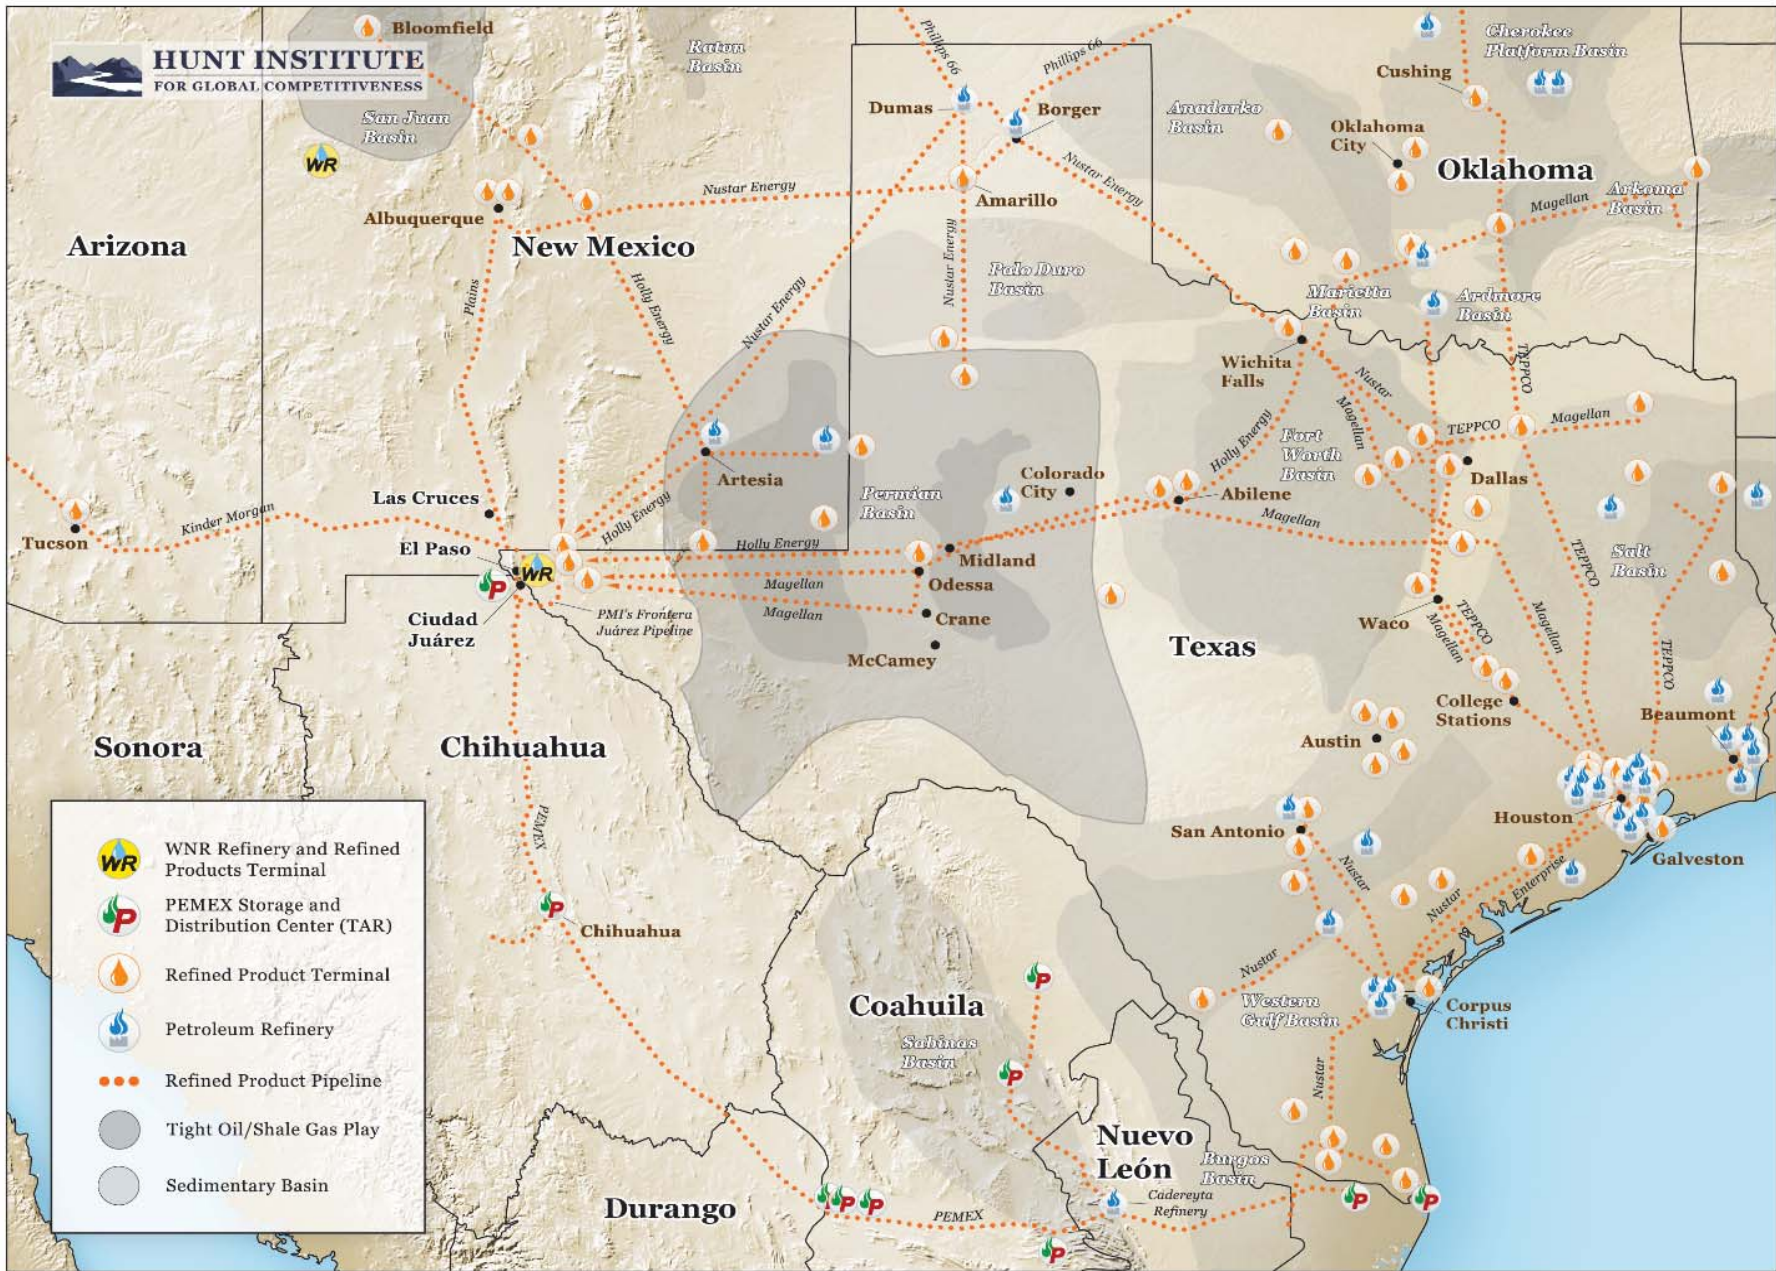 HUNT INSTITUTE
FOR GLOBAL COMPETITIVENESS
Bloomfield
San Juan
Basin
WR
Raton
Basin
Phillips 66
Phillips 66
Dumas
Borger
Anadarko
Basin
Cherokee
Platform Basin
Cushing
Oklahoma
City
Oklahoma
Arkoma
Basin
Magellan
Nustar Energy
Nustar Energy
Amarillo
Albuquerque
Arizona
New Mexico
Plains
Holly Energy
Nustar Energy
Nustar Energy
Palo Duro
Basin
Marietta
Basin
Ardmore
Basin
Wichita
Falls
TEPPCO
Nustar
Magellan
TEPPCO
Magellan
Holly Energy
Fort
Worth
Basin
Dallas
Artesia
Las Cruces
Holly Energy
Colorado
City
Permian
Basin
Abilene
Magellan
Kinder Morgan
Tucson
El Paso
WR
P
Ciudad
Juárez
Holly Energy
Midland
Odessa
Magellan
Magellan
Crane
McCamey
PMI's Frontera
Juárez Pipeline
Salt
Basin
TEPPCO
Magellan
TEPPCO
Waco
TEPPCO
Magellan
Texas
College
Stations
Beaumont
Austin
Sonora
Chihuahua
PEMEX
San Antonio
Houston
Galveston
Nustar
Nustar
Enterprise
Nustar
P
Chihuahua
P
Coahuila
Sabinas
Basin
P
Western
Gulf Basin
Corpus
Christi
Nustar
Nuevo
León
Burgos
Basin
Durango
P
P
P
PEMEX
Cadereyta
Refinery
P
P
P
WR
WNR Refinery and Refined
Products Terminal
P
PEMEX Storage and
Distribution Center (TAR)
Refined Product Terminal
Petroleum Refinery
Refined Product Pipeline
Tight Oil/Shale Gas Play
Sedimentary Basin